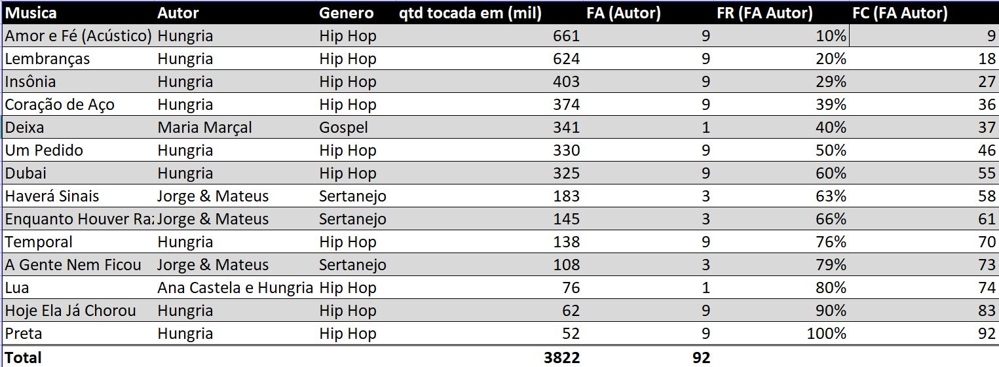 Musica Autor Genero qtd tocada em (mil) FA (Autor) FR (FA Autor) FC (FA Autor)
Amor e Fé (Acústico) Hungria Hip Hop 661 9 10% 9
Lembranças Hungria Hip Hop 624 9 20% 18
Insônia Hungria Hip Hop 403 9 29% 27
Coração de Aço Hungria Hip Hop 374 9 39% 36
Deixa Maria Marçal Gospel 341 1 40% 37
Um Pedido Hungria Hip Hop 330 9 50% 46
Dubai Hungria Hip Hop 325 9 60% 55
Haverá Sinais Jorge & Mateus Sertanejo 183 3 63% 58
Enquanto Houver Raz Jorge & Mateus Sertanejo 145 3 66% 61
Temporal Hungria Hip Hop 138 9 76% 70
A Gente Nem Ficou Jorge & Mateus Sertanejo 108 3 79% 73
Lua Ana Castela e Hungria Hip Hop 76 1 80% 74
Hoje Ela Já Chorou Hungria Hip Hop 62 9 90% 83
Preta Hungria Hip Hop 52 9 100% 92
Total 3822 92